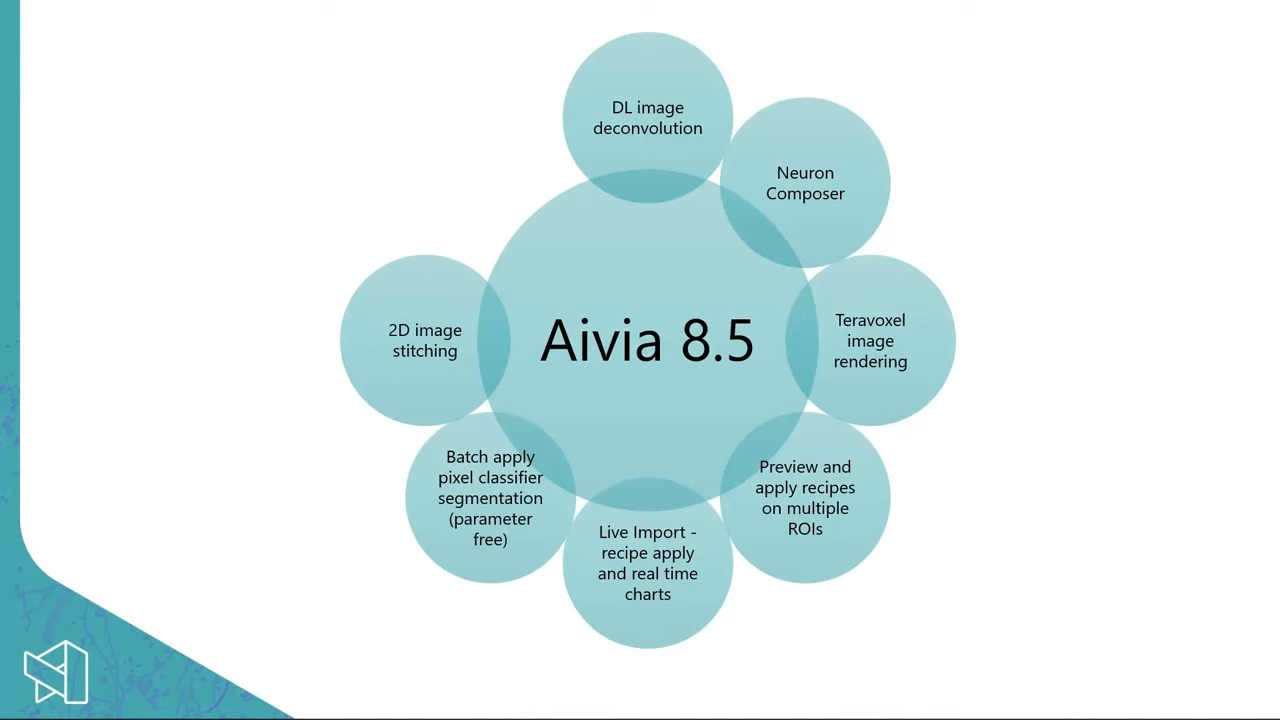 DL image
deconvolution
Neuron
Composer
Teravoxel
image
rendering
Preview and
apply recipes
on multiple
ROIs
Live Import -
recipe apply
and real time
charts
Batch apply
pixel classifier
segmentation
(parameter
free)
2D image
stitching
Aivia 8.5